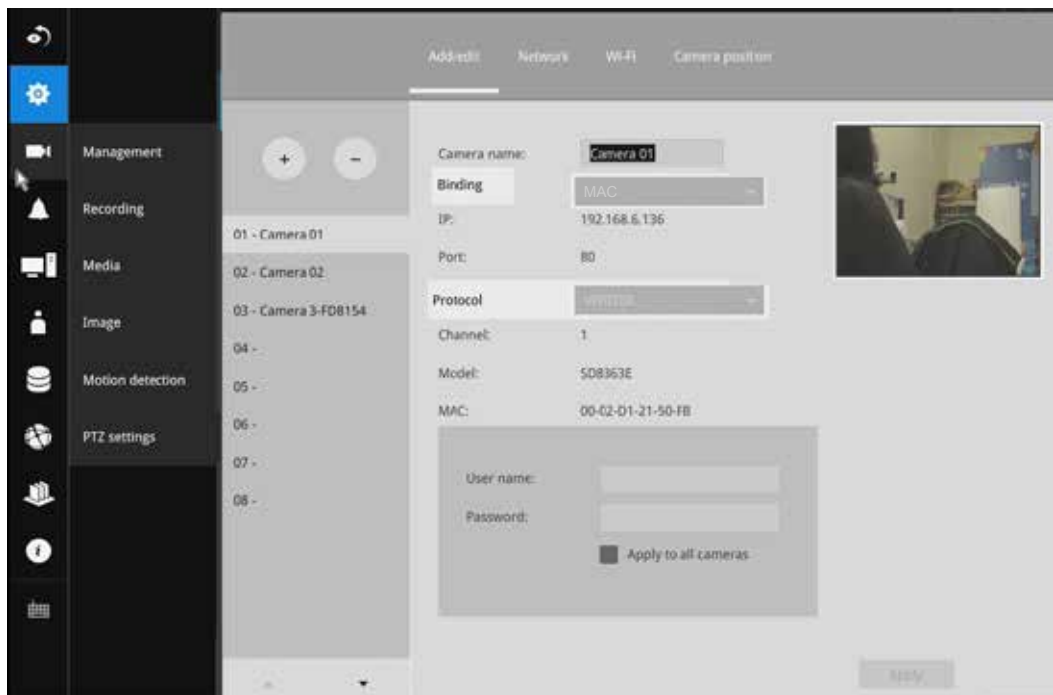 Add/edit Network Wi-Fi Camera position
Management
Recording
Media
Image
Motion detection
PTZ settings
+ −
01 - Camera 01
02 - Camera 02
03 - Camera 3-FD8154
04 -
05 -
06 -
07 -
08 -
Camera name: Camera 01
Binding MAC
IP: 192.168.6.136
Port: 80
Protocol VIVOTEK
Channel: 1
Model: SD8363E
MAC: 00-02-D1-21-50-FB
User name:
Password:
Apply to all cameras
Apply